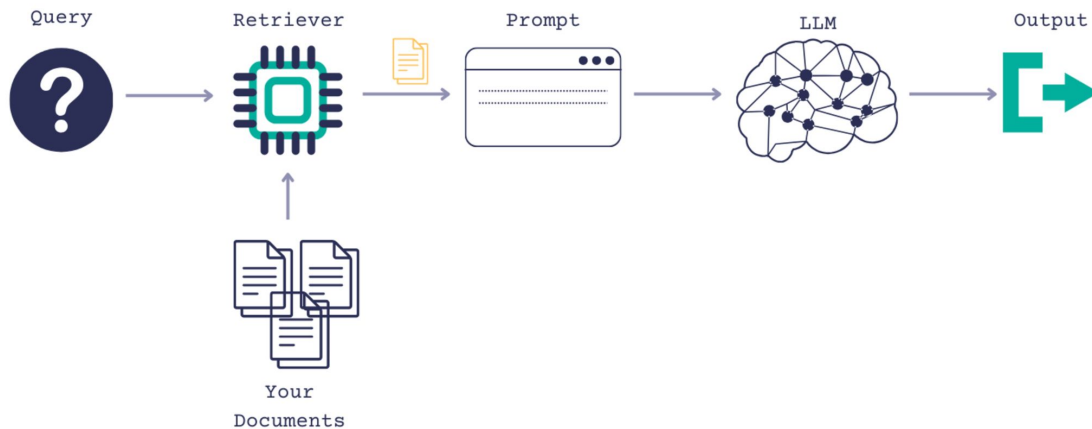 Query
Retriever
Prompt
LLM
Output
?
Your
Documents